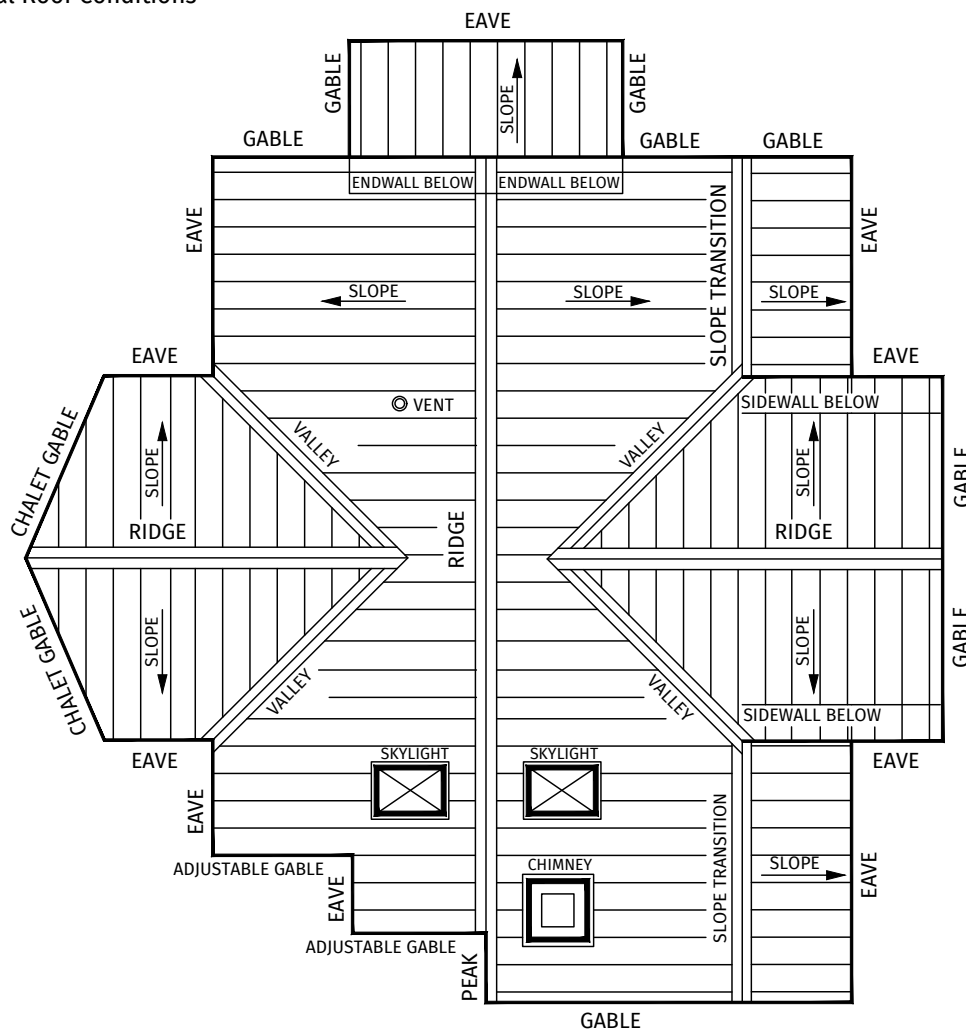 al Roof Conditions
EAVE
GABLE
GABLE
SLOPE
GABLE
GABLE
GABLE
ENDWALL BELOW
ENDWALL BELOW
EAVE
SLOPE TRANSITION
EAVE
SLOPE
SLOPE
SLOPE
EAVE
EAVE
VENT
SIDEWALL BELOW
CHALET GABLE
SLOPE
VALLEY
VALLEY
SLOPE
GABLE
RIDGE
RIDGE
RIDGE
CHALET GABLE
SLOPE
SLOPE
GABLE
VALLEY
VALLEY
SIDEWALL BELOW
EAVE
SKYLIGHT
SKYLIGHT
EAVE
EAVE
SLOPE TRANSITION
ADJUSTABLE GABLE
CHIMNEY
SLOPE
EAVE
EAVE
ADJUSTABLE GABLE
PEAK
GABLE